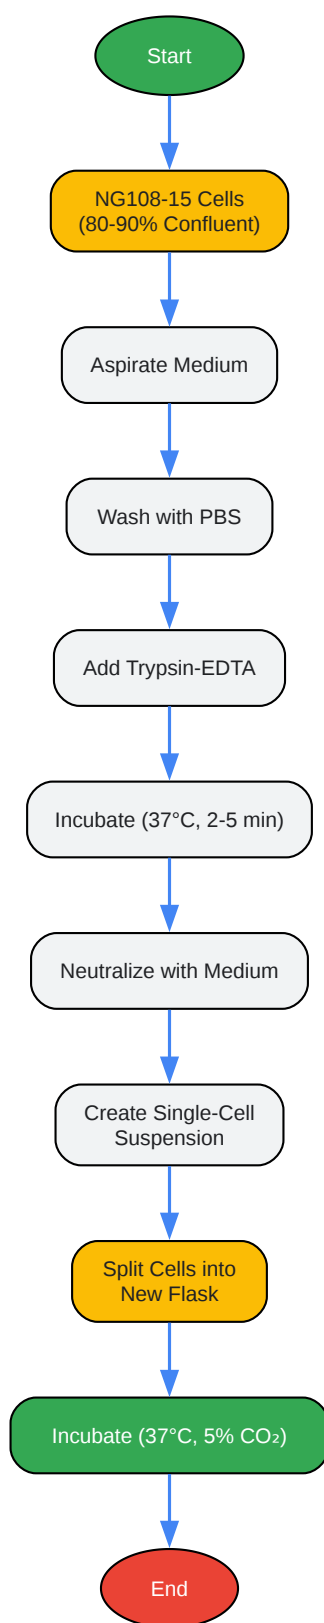 Start
NG108-15 Cells
(80-90% Confluent)
Aspirate Medium
Wash with PBS
Add Trypsin-EDTA
Incubate (37°C, 2-5 min)
Neutralize with Medium
Create Single-Cell
Suspension
Split Cells into
New Flask
Incubate (37°C, 5% CO₂)
End